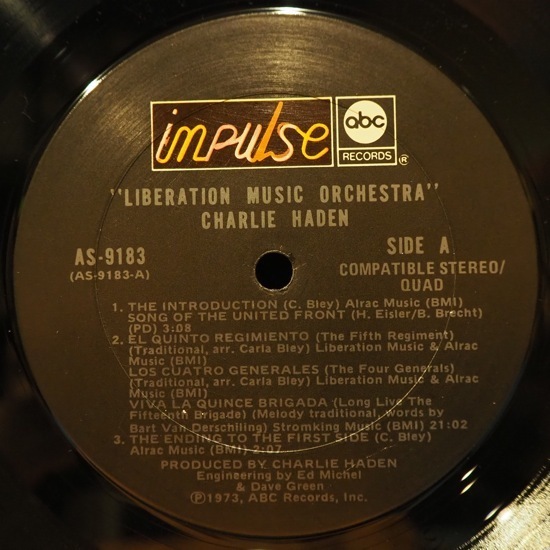 impulse
abc
RECORDS ®
"LIBERATION MUSIC ORCHESTRA"
CHARLIE HADEN
AS-9183
(AS-9183-A)
SIDE A
COMPATIBLE STEREO/
QUAD
1. THE INTRODUCTION (C. Bley) Alrac Music (BMI)
SONG OF THE UNITED FRONT (H. Eisler/B. Brecht)
(PD) 3:08
2. EL QUINTO REGIMIENTO (The Fifth Regiment)
(Traditional, arr. Carla Bley) Liberation Music & Alrac
Music (BMI)
LOS CUATRO GENERALES (The Four Generals)
(Traditional, arr. Carla Bley) Liberation Music & Alrac
Music (BMI)
VIVA LA QUINCE BRIGADA (Long Live The
Fifteenth Brigade) (Melody traditional, words by
Bart Van Derschiling) Stromking Music (BMI) 21:02
3. THE ENDING TO THE FIRST SIDE (C. Bley)
Alrac Music (BMI) 2:07
PRODUCED BY CHARLIE HADEN
Engineering by Ed Michel
& Dave Green
Ⓟ1973, ABC Records, Inc.